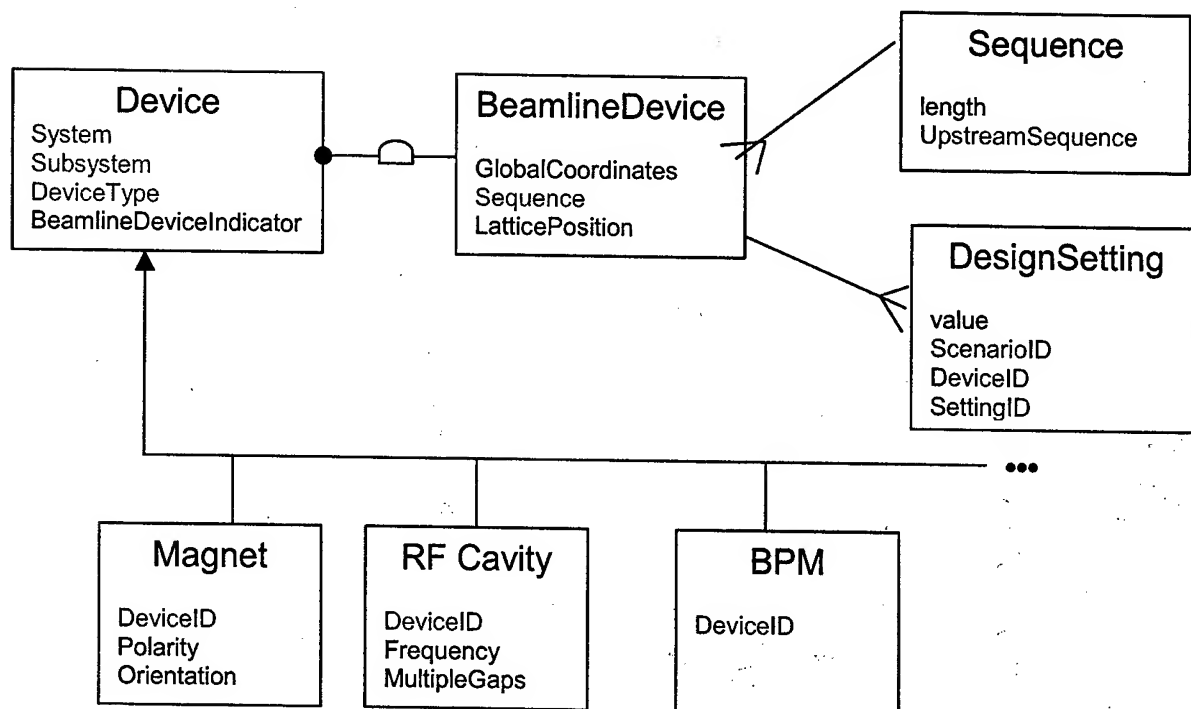 Device
System
Subsystem
DeviceType
BeamlineDeviceIndicator
BeamlineDevice
GlobalCoordinates
Sequence
LatticePosition
Sequence
length
UpstreamSequence
DesignSetting
value
ScenarioID
DeviceID
SettingID
•••
Magnet
DeviceID
Polarity
Orientation
RF Cavity
DeviceID
Frequency
MultipleGaps
BPM
DeviceID